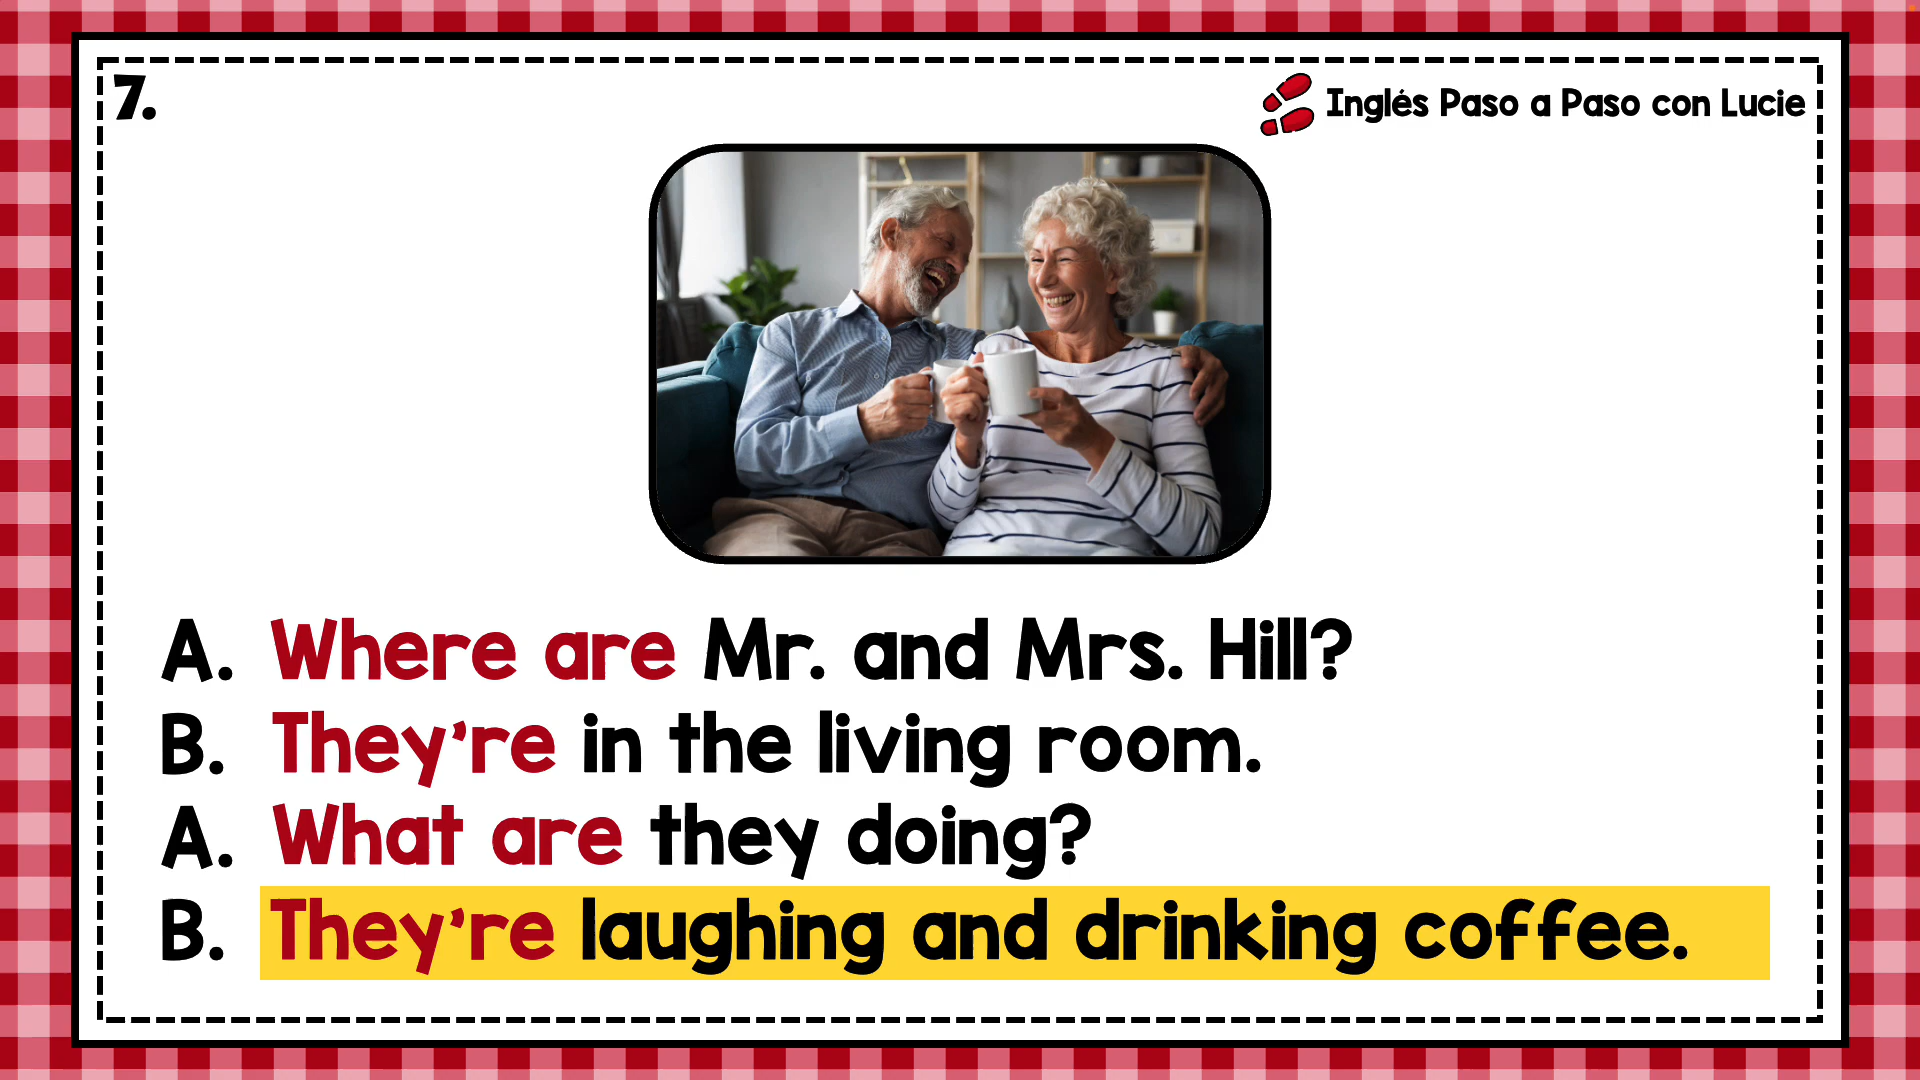 7.
Inglés Paso a Paso con Lucie
A. Where are Mr. and Mrs. Hill?
B. They're in the living room.
A. What are they doing?
B. They're laughing and drinking coffee.